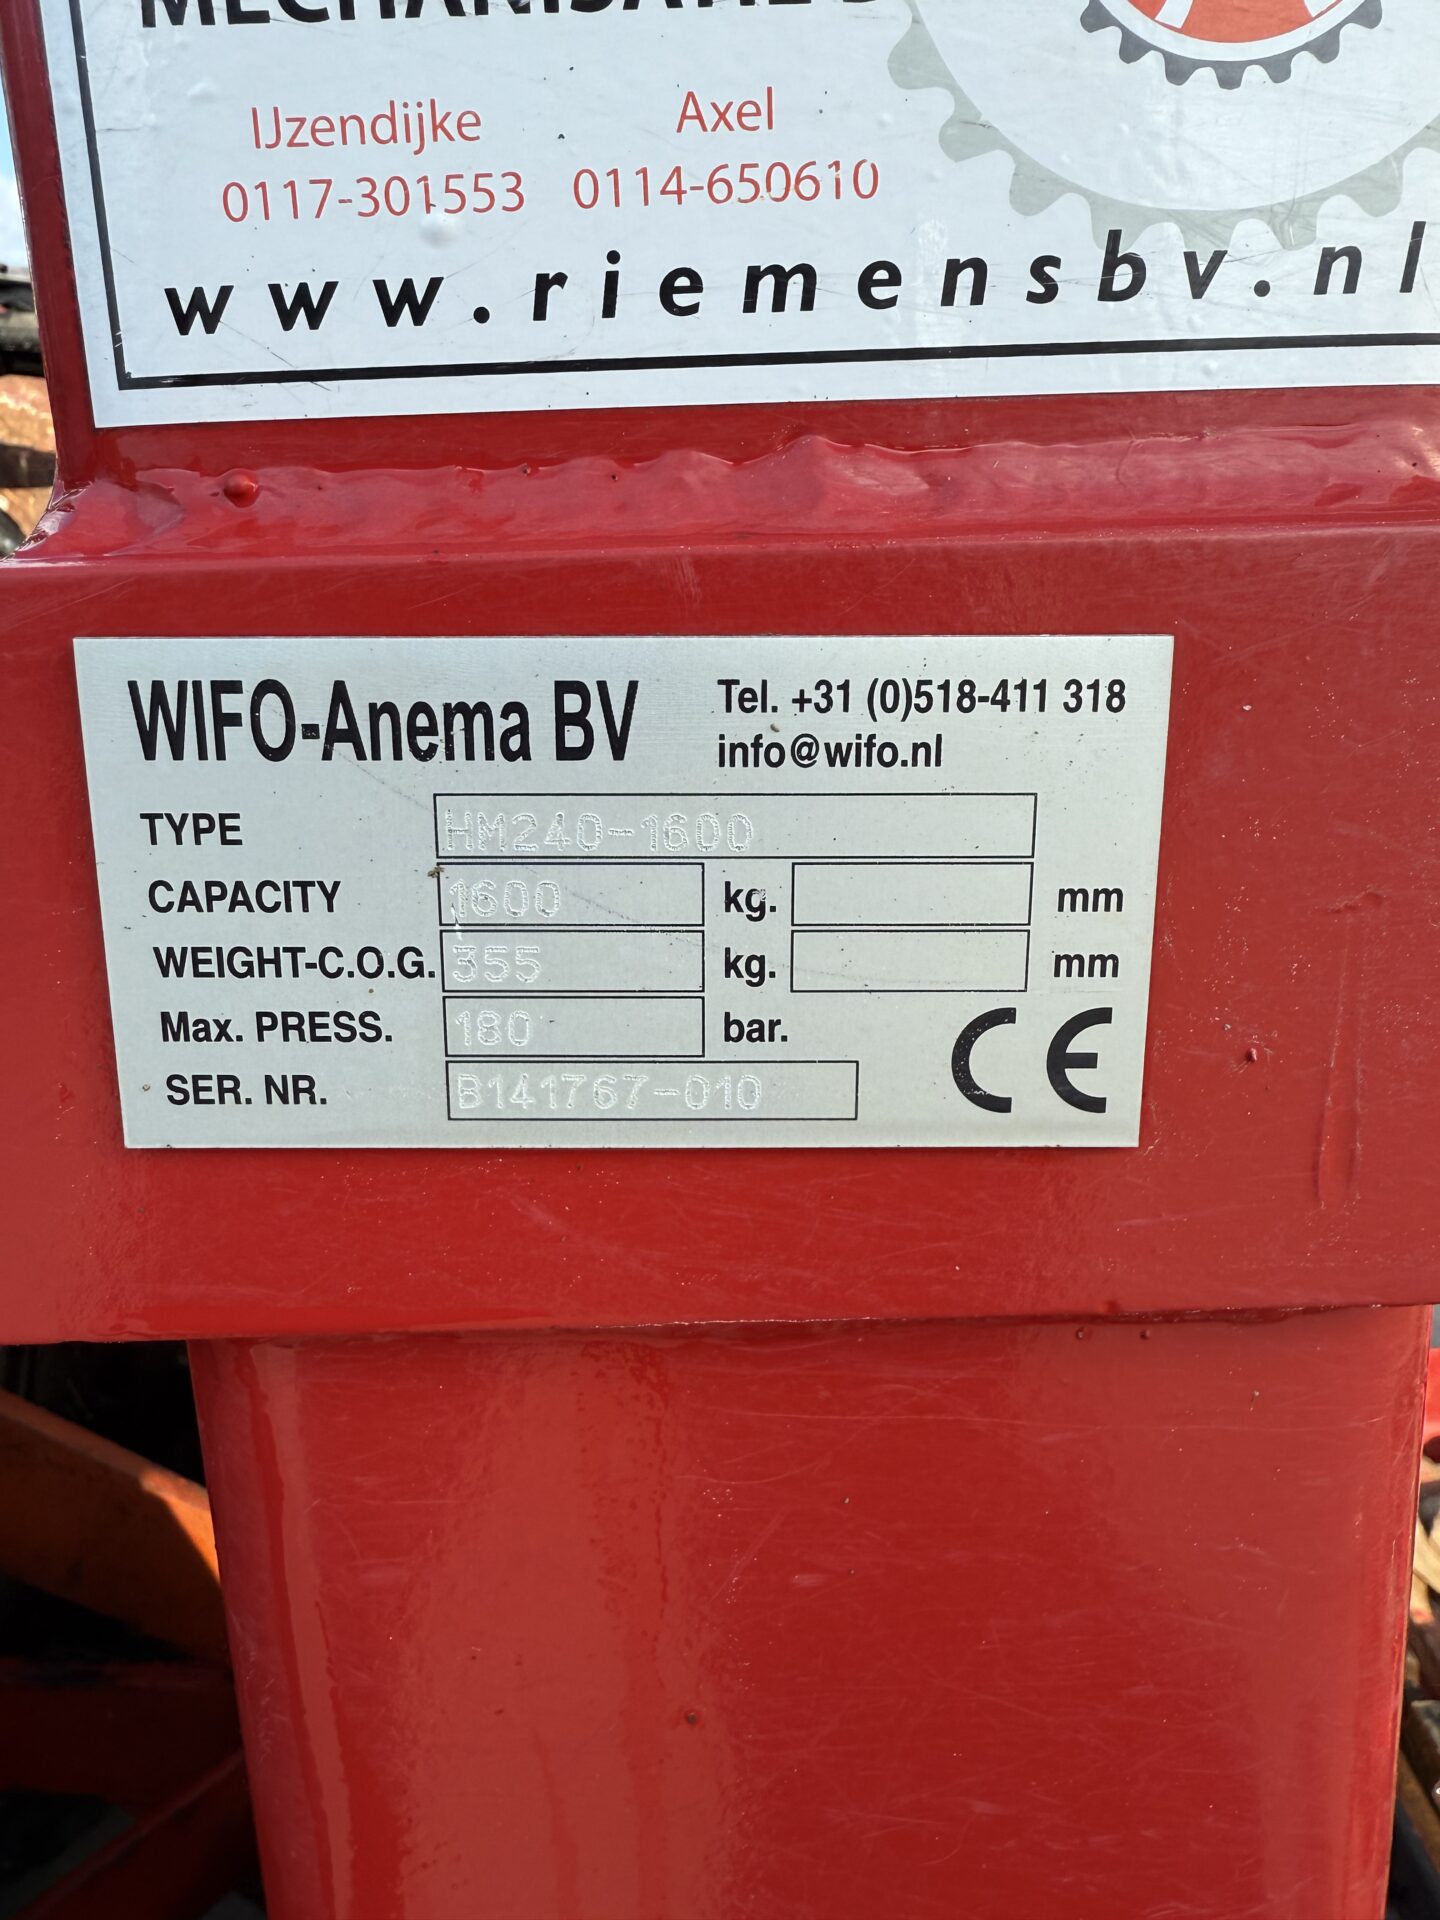 IJzendijke Axel
0117-301553 0114-650610
www.riemensbv.nl
WIFO-Anema BV Tel. +31 (0)518-411 318
info@wifo.nl
TYPE HM240-1600
CAPACITY 1600 kg. mm
WEIGHT-C.O.G. 355 kg. mm
Max. PRESS. 180 bar.
SER. NR. B141767-010 CE